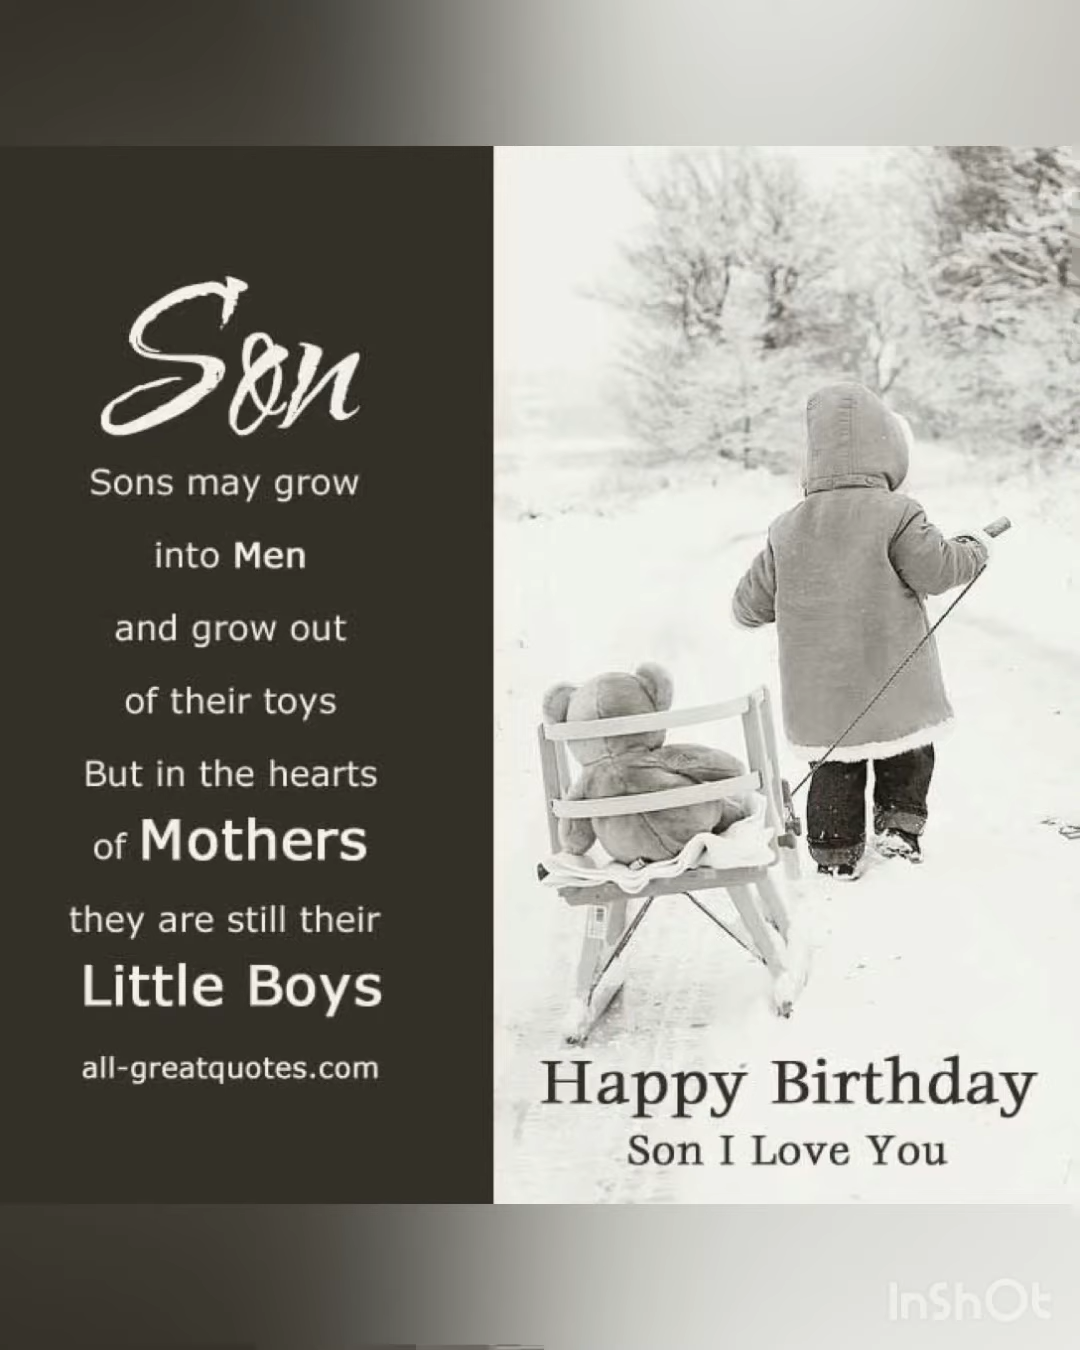 Son
Sons may grow
into Men
and grow out
of their toys
But in the hearts
of Mothers
they are still their
Little Boys
all-greatquotes.com
Happy Birthday
Son I Love You
InShOt